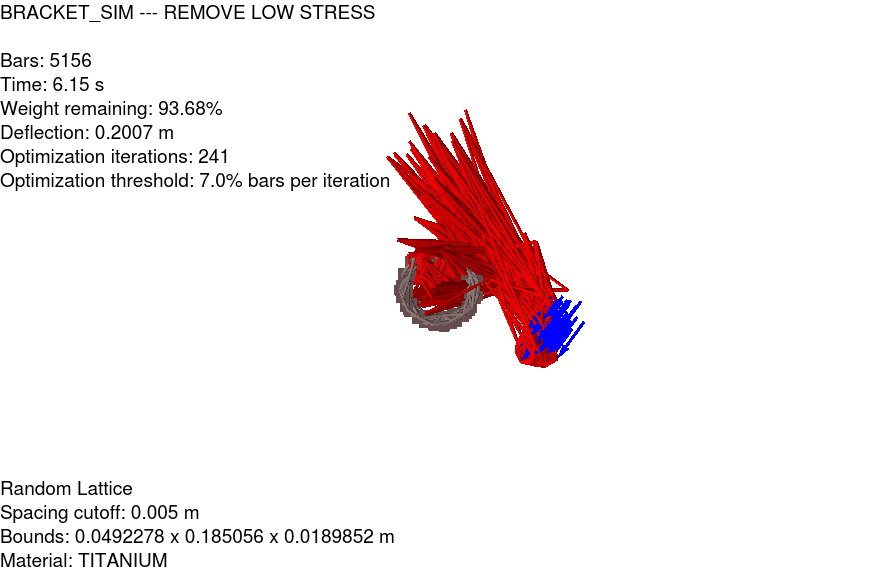 BRACKET_SIM --- REMOVE LOW STRESS
Bars: 5156
Time: 6.15 s
Weight remaining: 93.68%
Deflection: 0.2007 m
Optimization iterations: 241
Optimization threshold: 7.0% bars per iteration
Random Lattice
Spacing cutoff: 0.005 m
Bounds: 0.0492278 x 0.185056 x 0.0189852 m
Material: TITANIUM